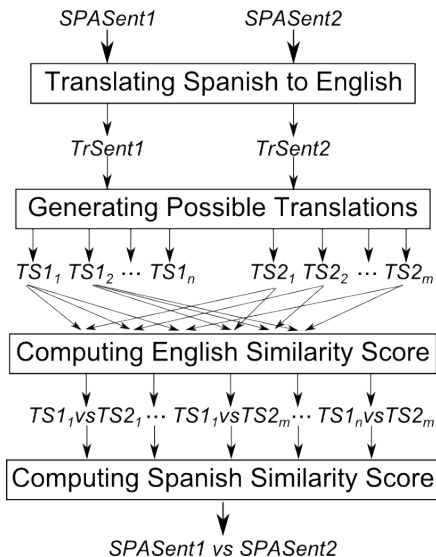 SPASent1 SPASent2
Translating Spanish to English
TrSent1 TrSent2
Generating Possible Translations
TS1₁ TS1₂ ... TS1ₙ TS2₁ TS2₂ ... TS2ₘ
Computing English Similarity Score
TS1₁vsTS2₁ ... TS1₁vsTS2ₘ ... TS1ₙvsTS2ₘ
Computing Spanish Similarity Score
SPASent1 vs SPASent2